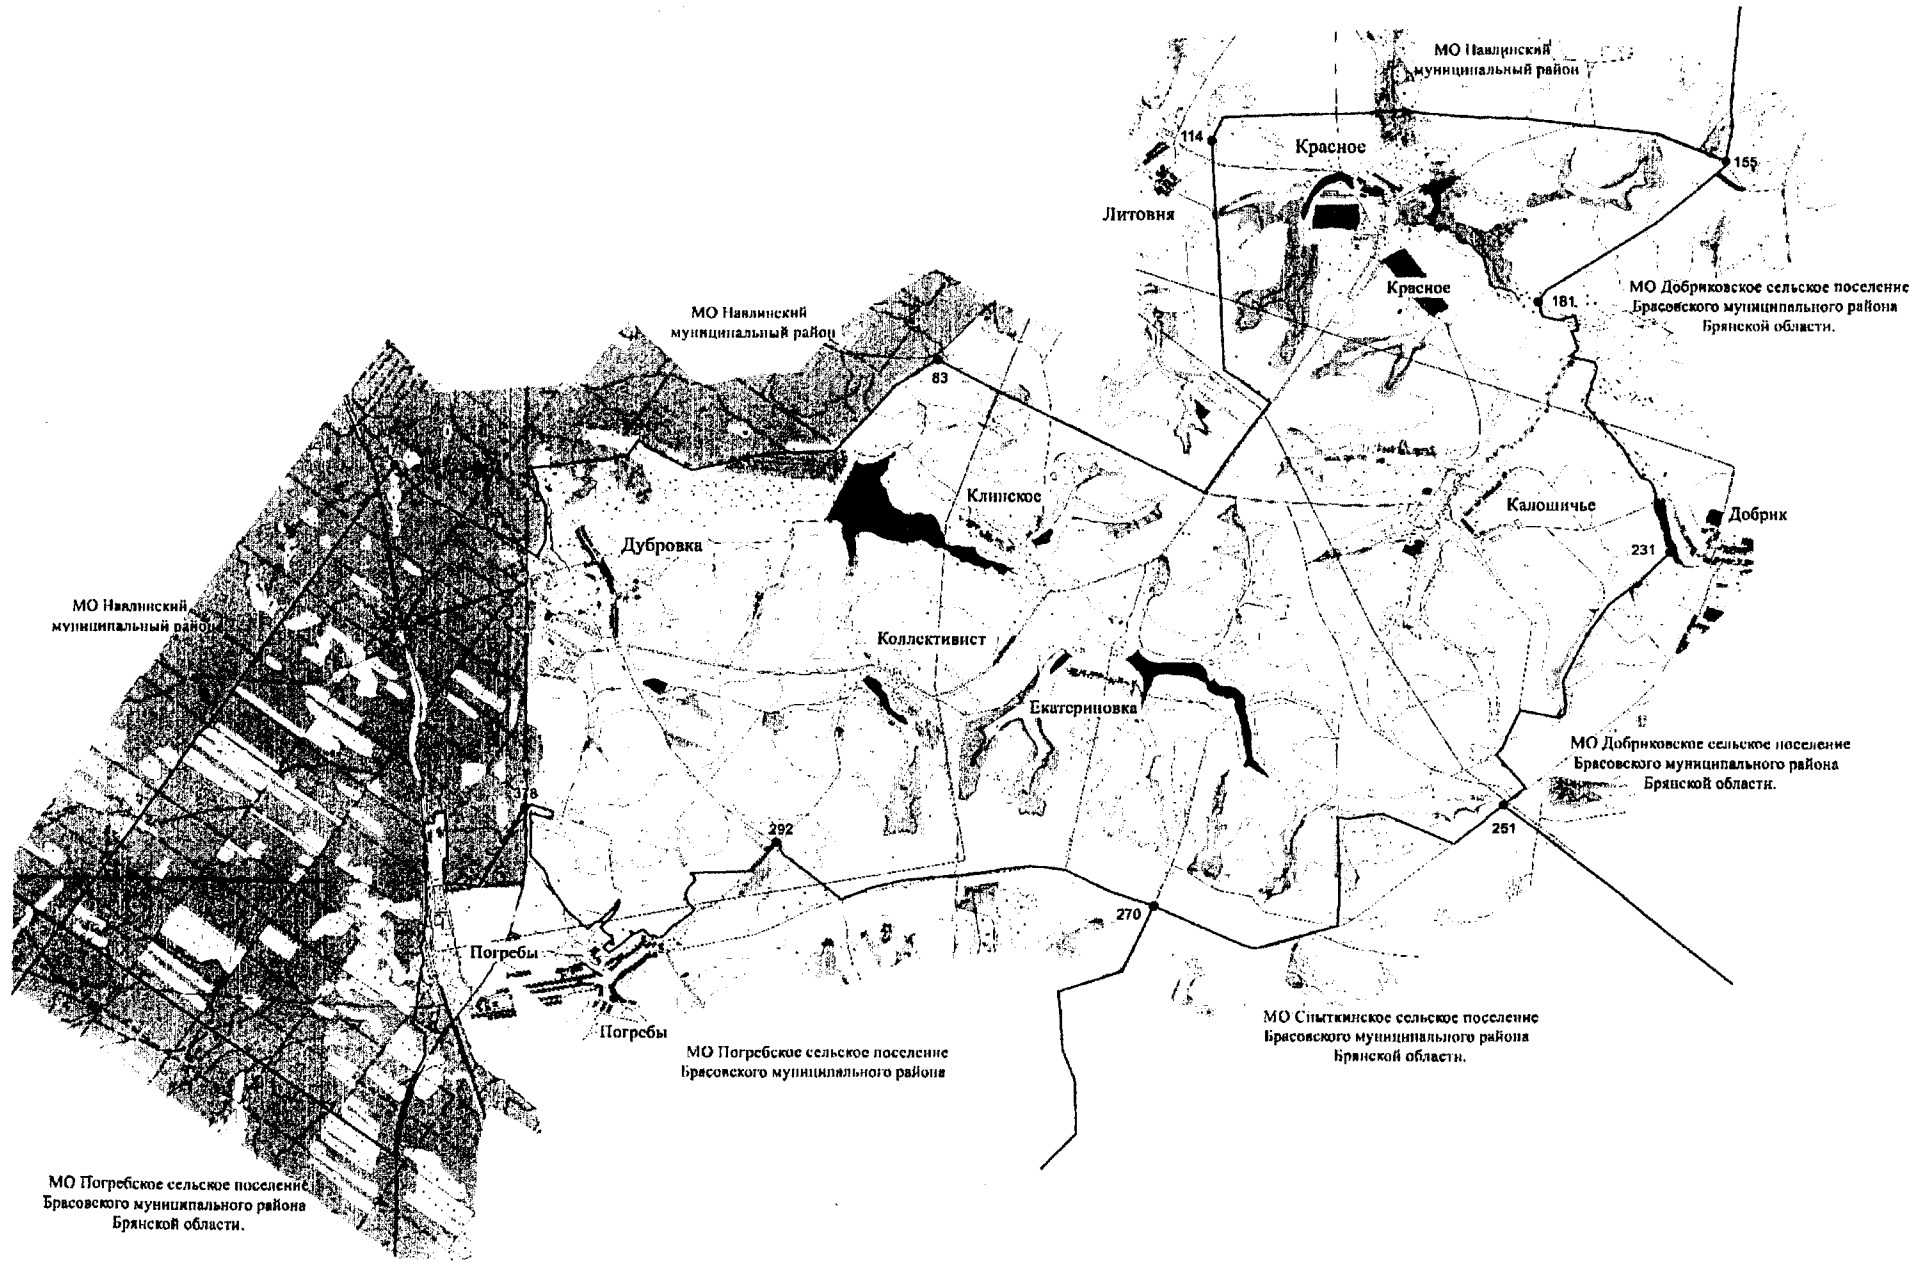 МО Навлинский
муниципальный район
114
Красное
155
Литовня
Красное
181
МО Добриковское сельское поселение
Брасовского муниципального района
Брянской области.
МО Навлинский
муниципальный район
83
Клинское
Калошичье
Добрик
231
Дубровка
МО Навлинский
муниципальный район
Коллективист
Екатериновка
МО Добриковское сельское поселение
Брасовского муниципального района
Брянской области.
378
292
251
270
Погребы
Погребы
МО Сныткинское сельское поселение
Брасовского муниципального района
Брянской области.
МО Погребское сельское поселение
Брасовского муниципального района
МО Погребское сельское поселение
Брасовского муниципального района
Брянской области.